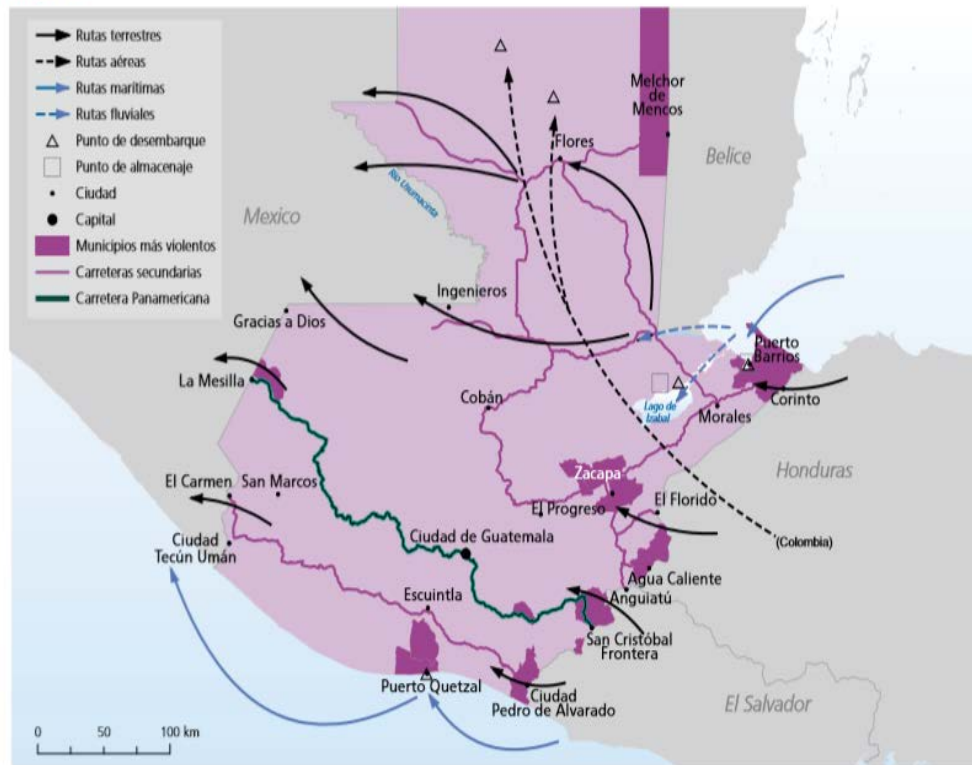 Rutas terrestres
Rutas aéreas
Rutas marítimas
Rutas fluviales
Punto de desembarque
Punto de almacenaje
Ciudad
Capital
Municipios más violentos
Carreteras secundarias
Carretera Panamericana
Melchor
de
Mencos
Flores
Belice
Mexico
Río Usumacinta
Ingenieros
Gracias a Dios
Puerto
Barrios
La Mesilla
Cobán
Lago de
Izabal
Morales
Corinto
Honduras
Zacapa
El Carmen
San Marcos
El Progreso
El Florido
Ciudad
Tecún Umán
Ciudad de Guatemala
(Colombia)
Agua Caliente
Anguiatú
Escuintla
San Cristóbal
Frontera
Puerto Quetzal
Ciudad
Pedro de Alvarado
El Salvador
0 50 100 km